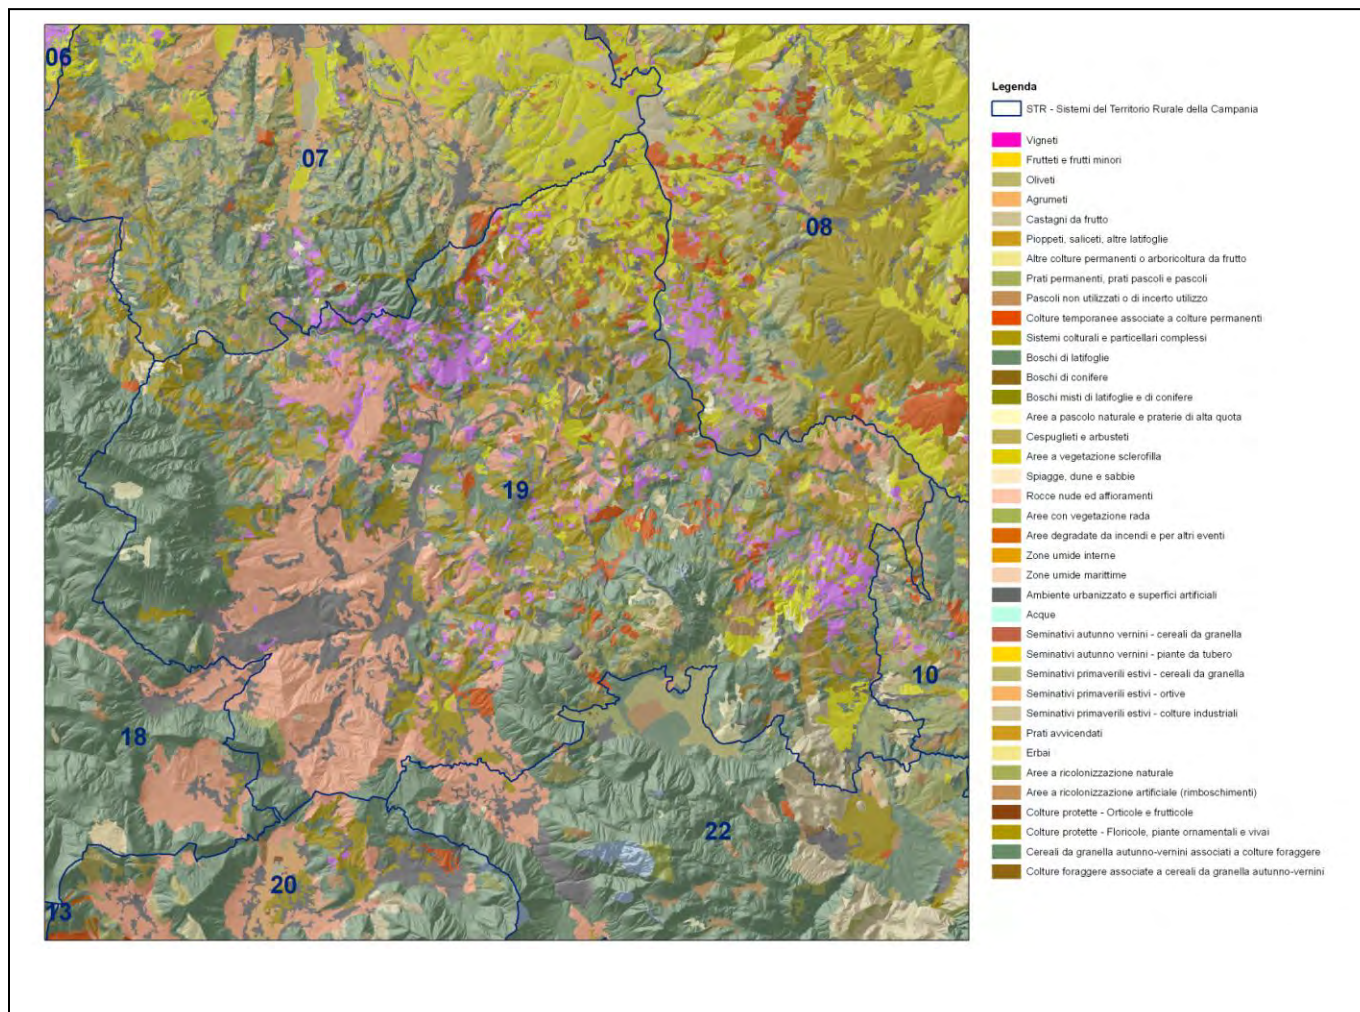 06
07
08
19
10
18
22
20
13
Legenda
STR - Sistemi del Territorio Rurale della Campania
Vigneti
Frutteti e frutti minori
Oliveti
Agrumeti
Castagni da frutto
Pioppeti, saliceti, altre latifoglie
Altre colture permanenti o arboricoltura da frutto
Prati permanenti, prati pascoli e pascoli
Pascoli non utilizzati o di incerto utilizzo
Colture temporanee associate a colture permanenti
Sistemi colturali e particellari complessi
Boschi di latifoglie
Boschi di conifere
Boschi misti di latifoglie e di conifere
Aree a pascolo naturale e praterie di alta quota
Cespuglieti e arbusteti
Aree a vegetazione sclerofilla
Spiagge, dune e sabbie
Rocce nude ed affioramenti
Aree con vegetazione rada
Aree degradate da incendi e per altri eventi
Zone umide interne
Zone umide marittime
Ambiente urbanizzato e superfici artificiali
Acque
Seminativi autunno vernini - cereali da granella
Seminativi autunno vernini - piante da tubero
Seminativi primaverili estivi - cereali da granella
Seminativi primaverili estivi - ortive
Seminativi primaverili estivi - colture industriali
Prati avvicendati
Erbai
Aree a ricolonizzazione naturale
Aree a ricolonizzazione artificiale (rimboschimenti)
Colture protette - Orticole e frutticole
Colture protette - Floricole, piante ornamentali e vivai
Cereali da granella autunno-vernini associati a colture foraggere
Colture foraggere associate a cereali da granella autunno-vernini